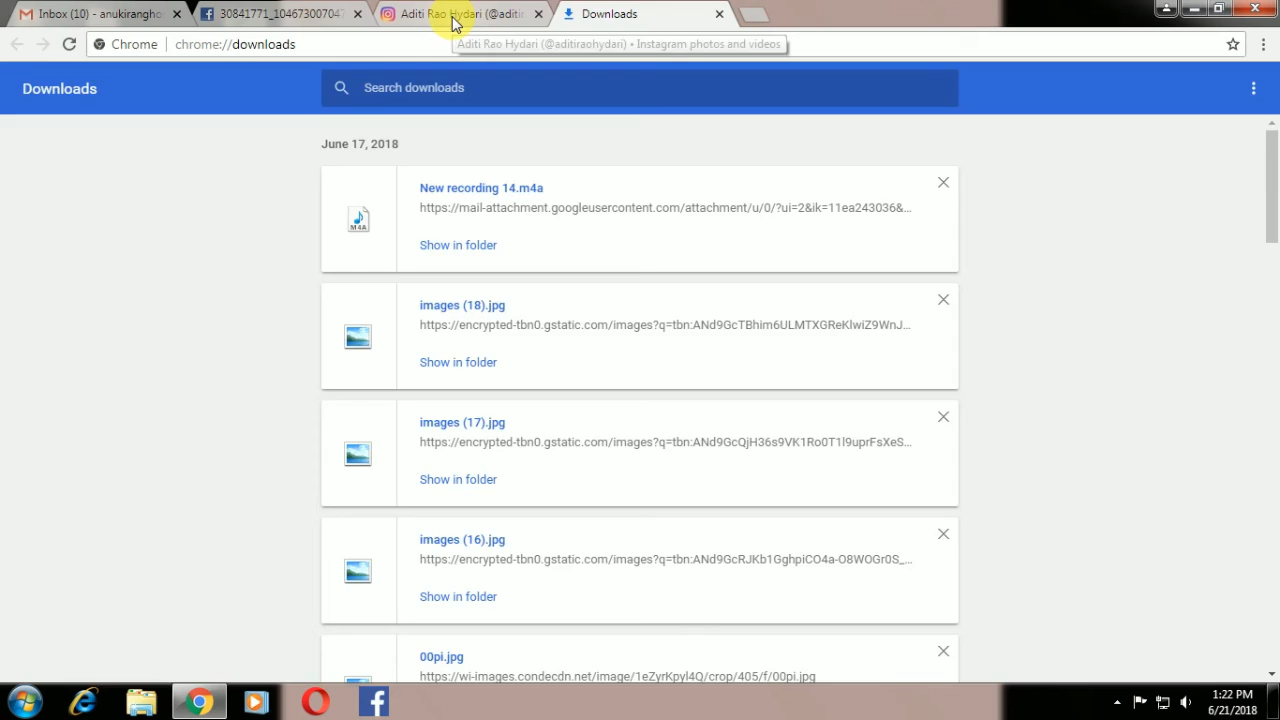 Inbox (10) - anukirangho
30841771_10467300704
Aditi Rao Hydari (@aditir
Downloads
Chrome
chrome://downloads
Aditi Rao Hydari (@aditiraohydari) • Instagram photos and videos
Downloads
Search downloads
June 17, 2018
New recording 14.m4a
https://mail-attachment.googleusercontent.com/attachment/u/0/?ui=2&ik=11ea243036&...
M4A
Show in folder
images (18).jpg
https://encrypted-tbn0.gstatic.com/images?q=tbn:ANd9GcTBhim6ULMTXGReKlwiZ9WnJ...
Show in folder
images (17).jpg
https://encrypted-tbn0.gstatic.com/images?q=tbn:ANd9GcQjH36s9VK1Ro0T1l9uprFsXeS...
Show in folder
images (16).jpg
https://encrypted-tbn0.gstatic.com/images?q=tbn:ANd9GcRJKb1GghpiCO4a-O8WOGr0S_...
Show in folder
00pi.jpg
https://wi-images.condecdn.net/image/1eZyrKpyl4Q/crop/405/f/00pi.jpg
1:22 PM
6/21/2018